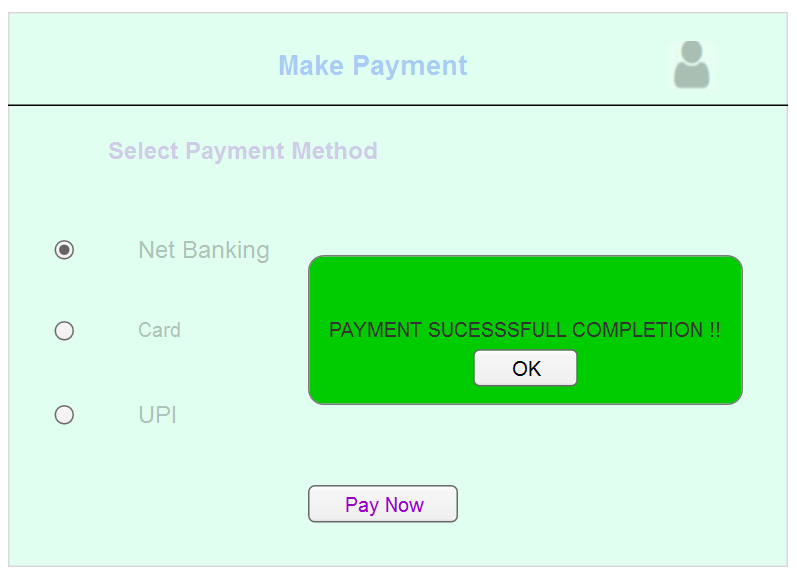 Make Payment
Select Payment Method
Net Banking
Card
PAYMENT SUCESSSFULL COMPLETION !!
OK
UPI
Pay Now